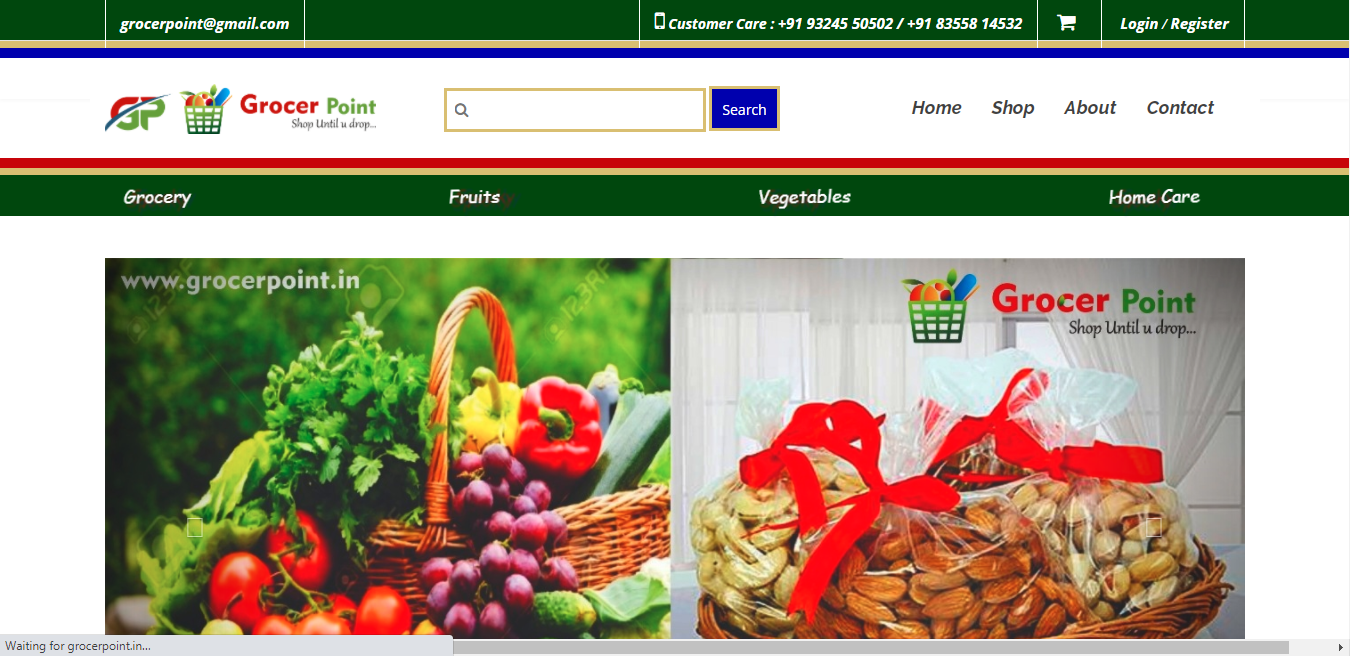 grocerpoint@gmail.com
Customer Care : +91 93245 50502 / +91 83558 14532
Login / Register
GP
Grocer Point
Shop Until u drop...
Search
Home
Shop
About
Contact
Grocery
Fruits
Vegetables
Home Care
www.grocerpoint.in
123RF
123RF
Grocer Point
Shop Until u drop...
Waiting for grocerpoint.in...